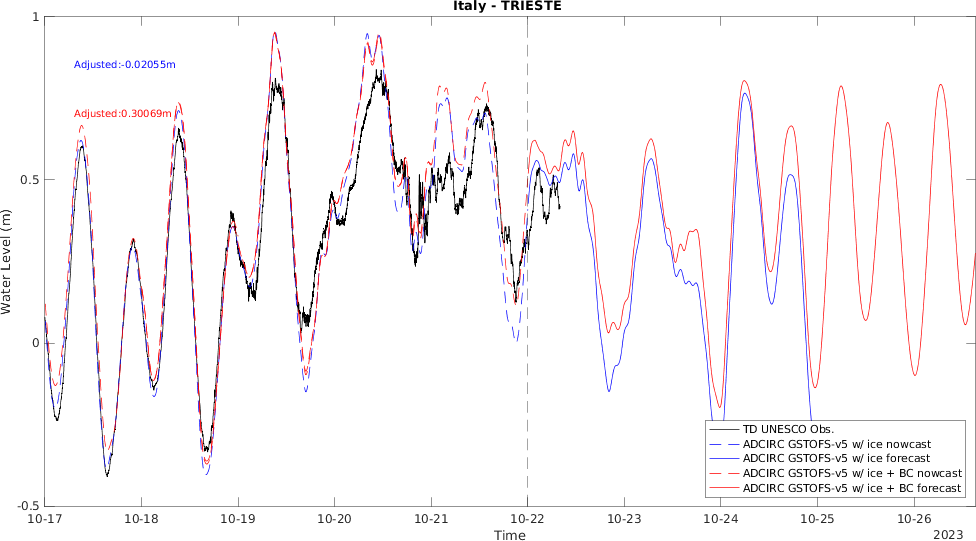 Italy - TRIESTE
Adjusted:-0.02055m
Adjusted:0.30069m
Water Level (m)
1
0.5
0
-0.5
10-17 10-18 10-19 10-20 10-21 10-22 10-23 10-24 10-25 10-26
Time
2023
TD UNESCO Obs.
ADCIRC GSTOFS-v5 w/ ice nowcast
ADCIRC GSTOFS-v5 w/ ice forecast
ADCIRC GSTOFS-v5 w/ ice + BC nowcast
ADCIRC GSTOFS-v5 w/ ice + BC forecast